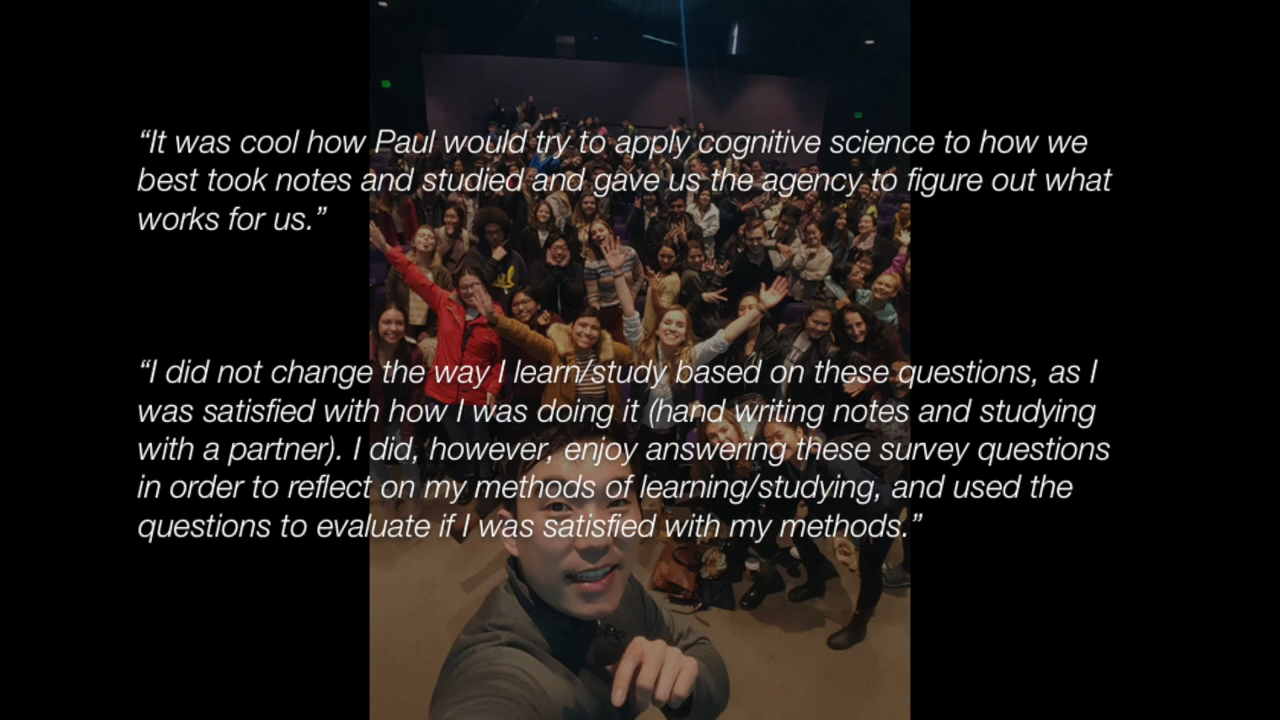 “It was cool how Paul would try to apply cognitive science to how we
best took notes and studied and gave us the agency to figure out what
works for us.”
“I did not change the way I learn/study based on these questions, as I
was satisfied with how I was doing it (hand writing notes and studying
with a partner). I did, however, enjoy answering these survey questions
in order to reflect on my methods of learning/studying, and used the
questions to evaluate if I was satisfied with my methods.”